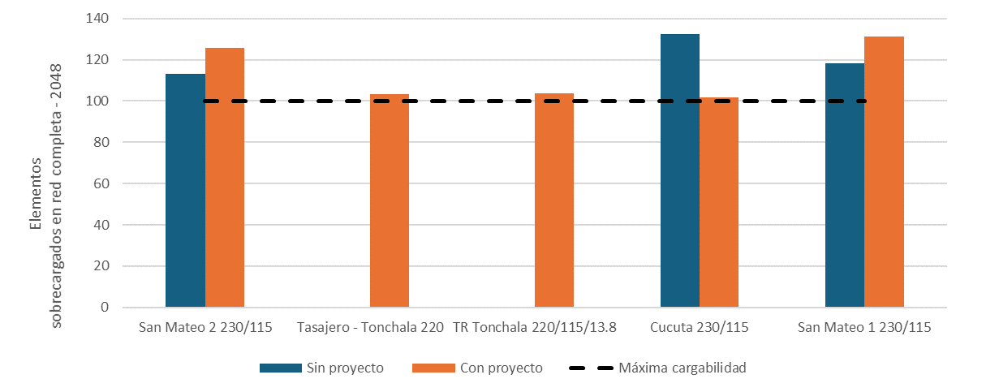 Elementos
sobrecargados en red completa - 2048
140
120
100
80
60
40
20
0
San Mateo 2 230/115
Tasajero - Tonchala 220
TR Tonchala 220/115/13.8
Cucuta 230/115
San Mateo 1 230/115
Sin proyecto
Con proyecto
Máxima cargabilidad